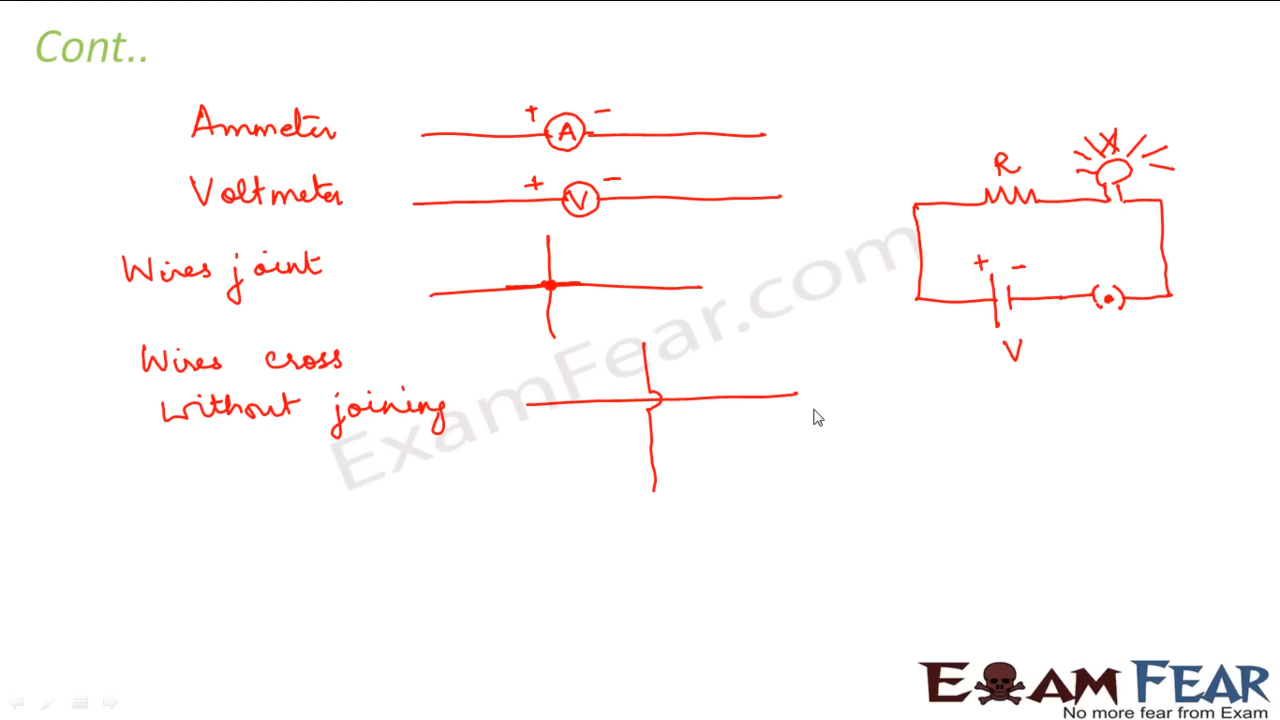 Cont..
Ammeter + A -
Voltmeter + V -
Wires joint
Wires cross
without joining
R
+ -
V
ExamFear.com
EXAM FEAR
No more fear from Exam